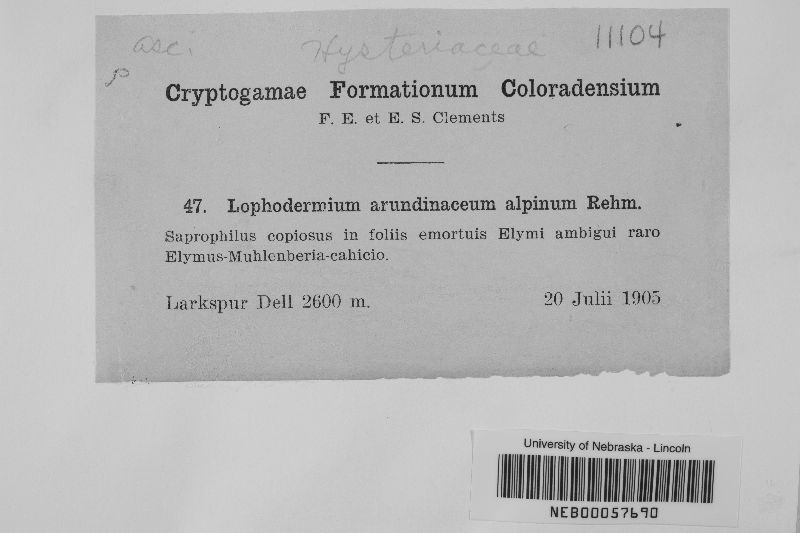 asc. Hysteriaceae 11104
Cryptogamae Formationum Coloradensium
F. E. et E. S. Clements
47. Lophodermium arundinaceum alpinum Rehm.
Saprophilus copiosus in foliis emortuis Elymi ambigui raro
Elymus-Muhlenberia-cahicio.
Larkspur Dell 2600 m. 20 Julii 1905
University of Nebraska - Lincoln
NEB00057690